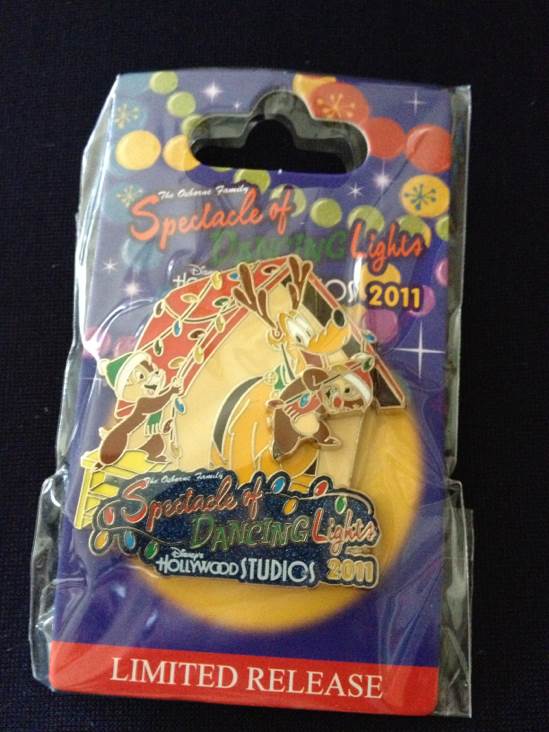 The Osborne Family
Spectacle of
DANCING Lights
Disney's
2011
The Osborne Family
Spectacle of
DANCING Lights
Disney's
HOLLYWOOD STUDIOS 2011
LIMITED RELEASE